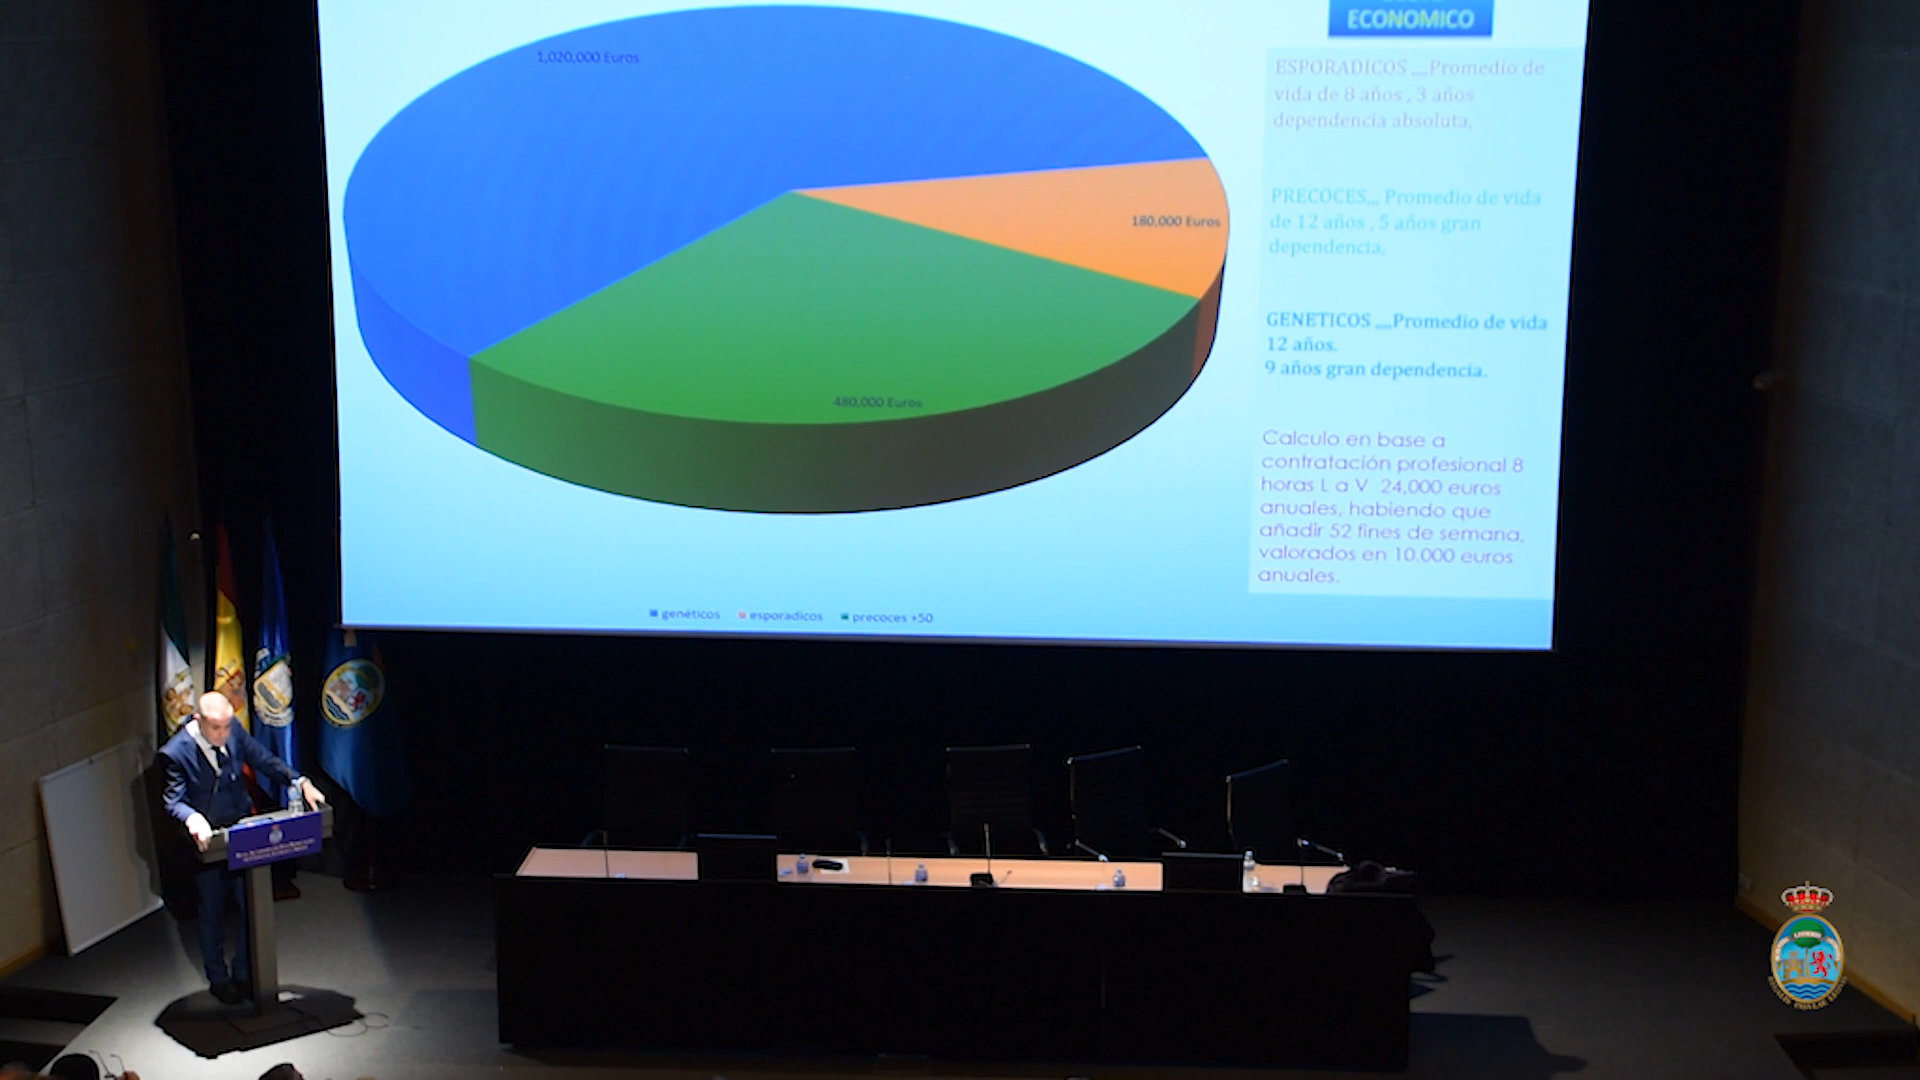 ECONOMICO
1,020,000 Euros
180,000 Euros
480,000 Euros
ESPORADICOS ,,,,Promedio de
vida de 8 años , 3 años
dependencia absoluta,
PRECOCES,,, Promedio de vida
de 12 años , 5 años gran
dependencia,
GENETICOS ,,,,Promedio de vida
12 años.
9 años gran dependencia.
Calculo en base a
contratación profesional 8
horas L a V 24,000 euros
anuales, habiendo que
añadir 52 fines de semana,
valorados en 10.000 euros
anuales.
genéticos esporadicos precoces +50